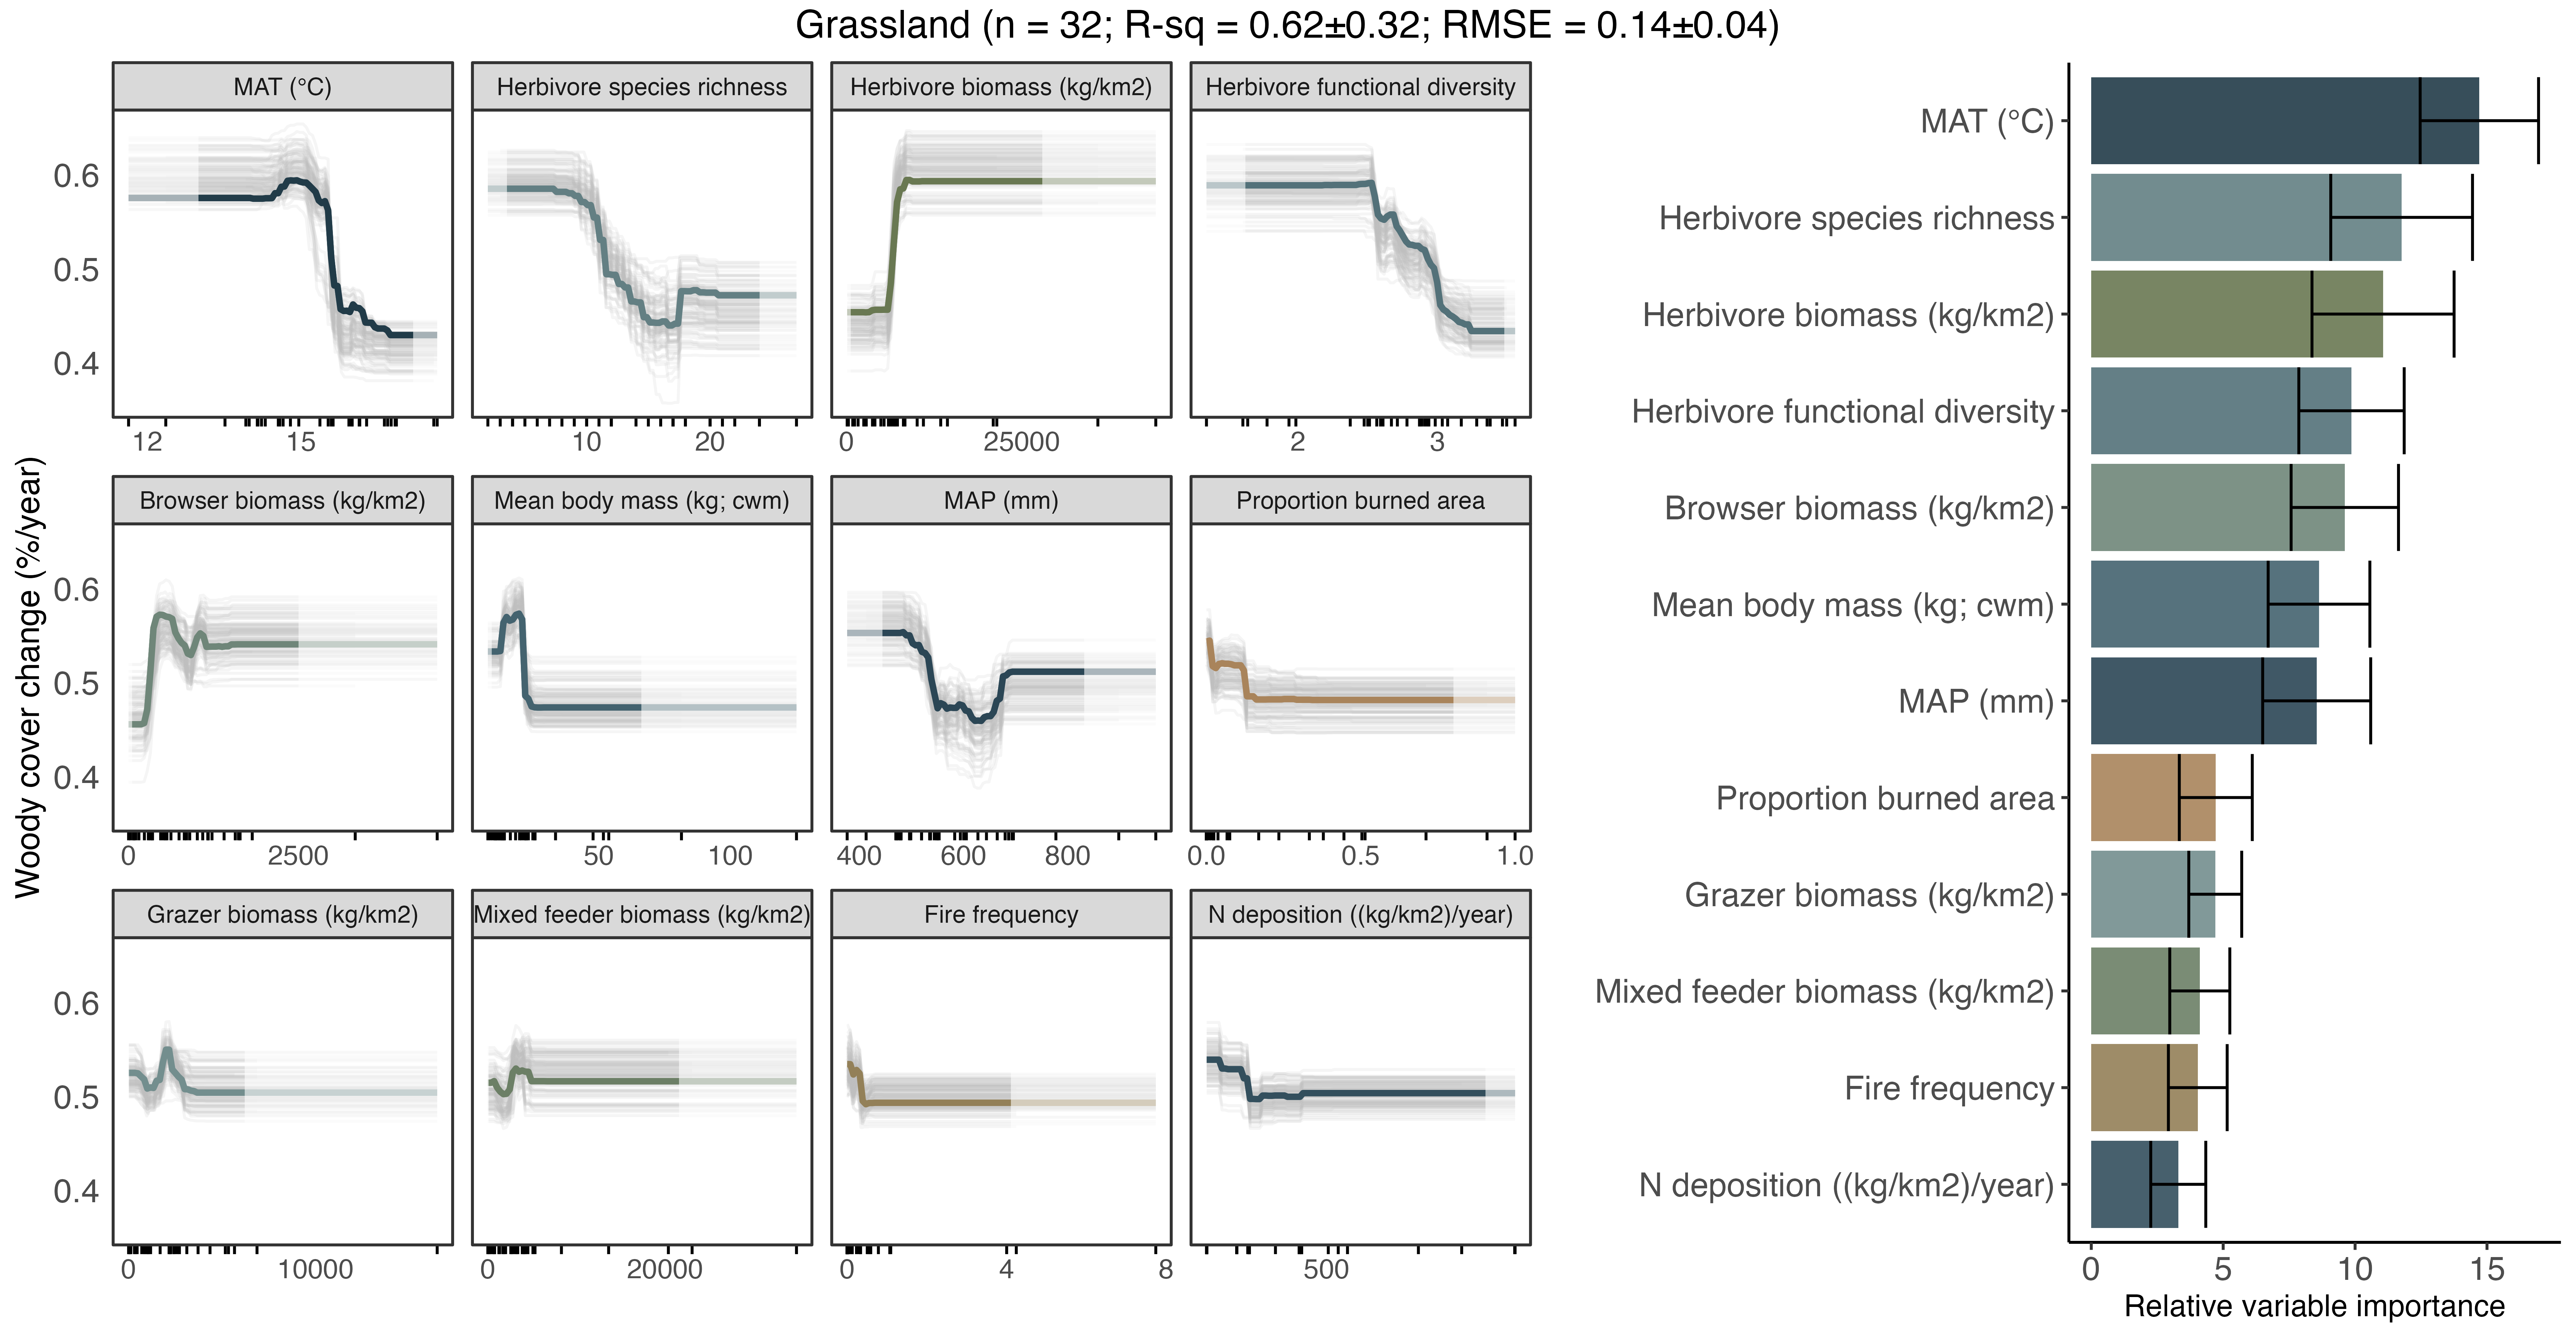 Grassland (n = 32; R-sq = 0.62±0.32; RMSE = 0.14±0.04)
Woody cover change (%/year)
MAT (°C)
Herbivore species richness
Herbivore biomass (kg/km2)
Herbivore functional diversity
0.6
0.5
0.4
12 15
10 20
0 25000
2 3
Browser biomass (kg/km2)
Mean body mass (kg; cwm)
MAP (mm)
Proportion burned area
0.6
0.5
0.4
0 2500
50 100
400 600 800
0.0 0.5 1.0
Grazer biomass (kg/km2)
Mixed feeder biomass (kg/km2)
Fire frequency
N deposition ((kg/km2)/year)
0.6
0.5
0.4
0 10000
0 20000
0 4 8
500
MAT (°C)
Herbivore species richness
Herbivore biomass (kg/km2)
Herbivore functional diversity
Browser biomass (kg/km2)
Mean body mass (kg; cwm)
MAP (mm)
Proportion burned area
Grazer biomass (kg/km2)
Mixed feeder biomass (kg/km2)
Fire frequency
N deposition ((kg/km2)/year)
0 5 10 15
Relative variable importance